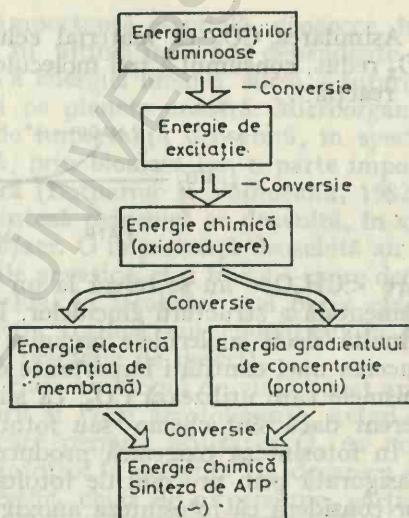 Energia radiațiilor
luminoase
—Conversie
Energie de
excitație
—Conversie
Energie chimică
(oxidoreducere)
Conversie
Energie electrică
(potențial de
membrană)
Energia gradientului
de concentrație
(protoni)
Conversie
Energie chimică
Sinteza de ATP
(~)
UNIVERS